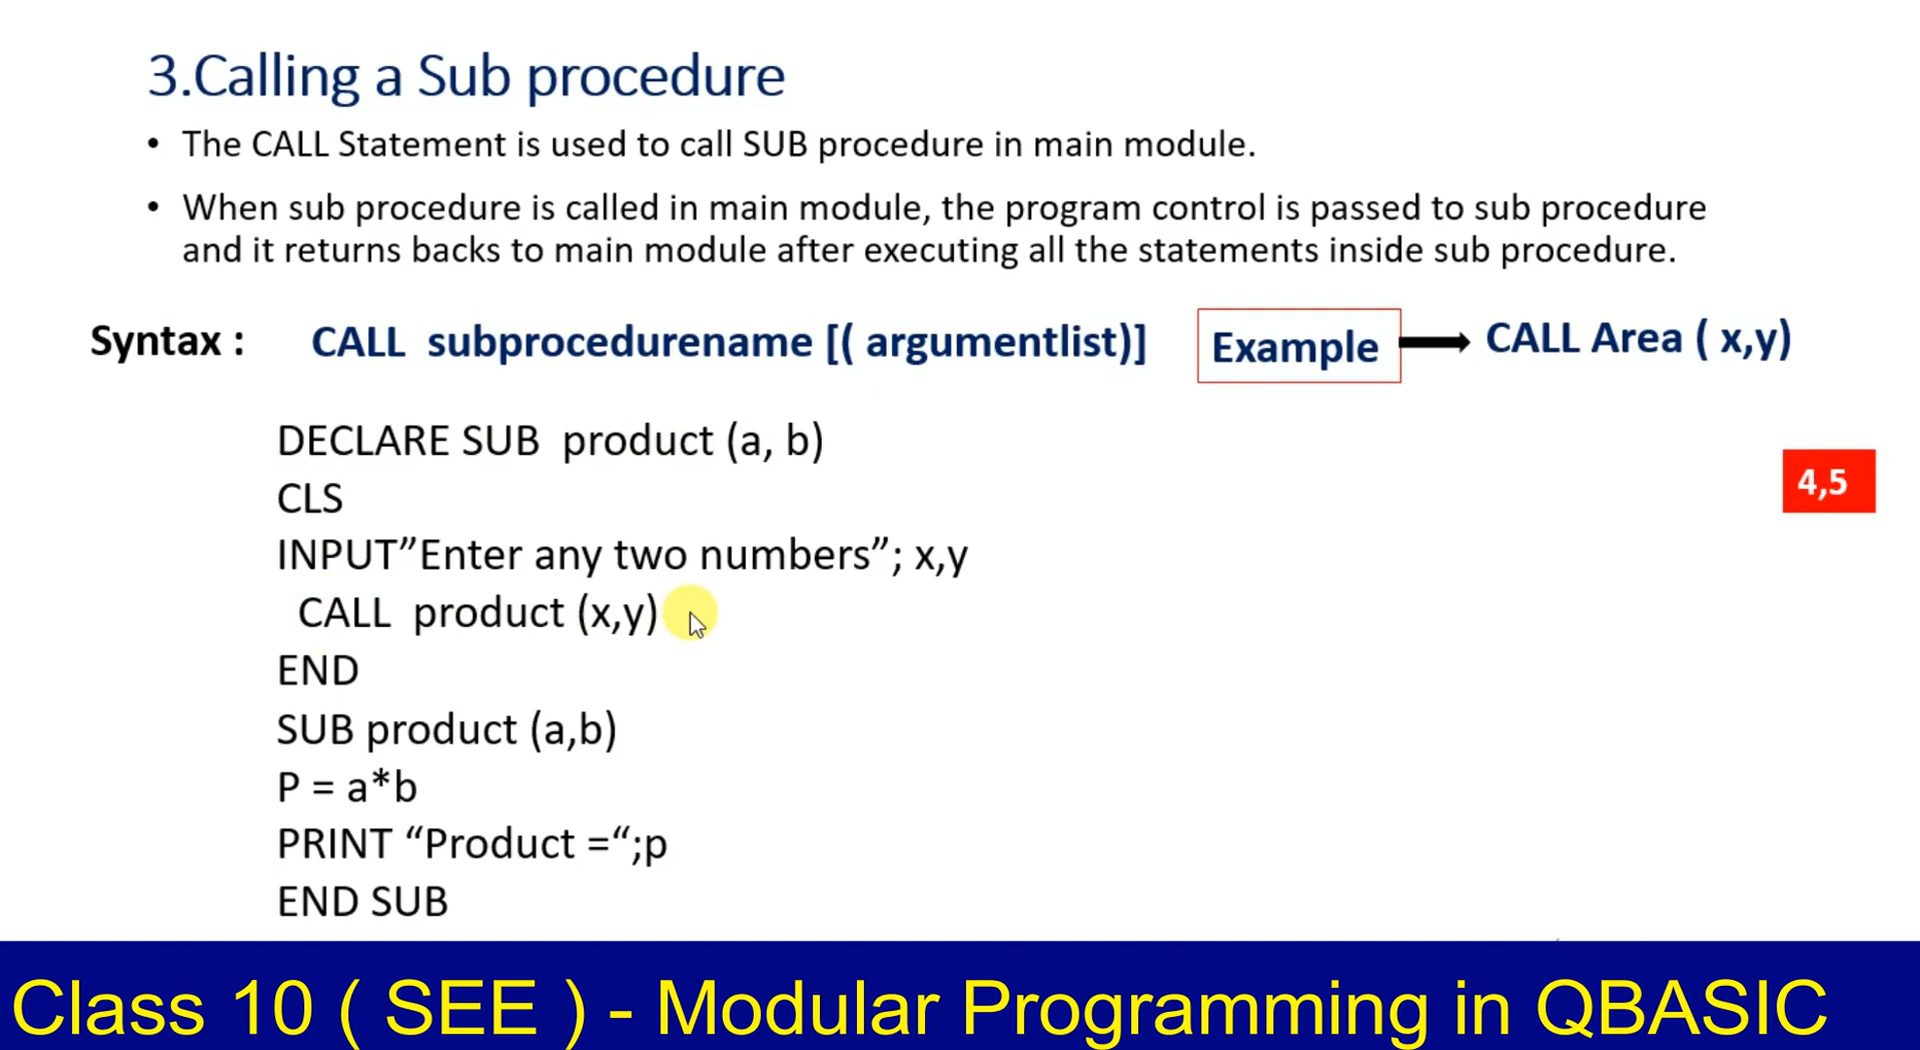 3.Calling a Sub procedure
• The CALL Statement is used to call SUB procedure in main module.
• When sub procedure is called in main module, the program control is passed to sub procedure
and it returns backs to main module after executing all the statements inside sub procedure.
Syntax : CALL subprocedurename [( argumentlist)] Example CALL Area ( x,y)
DECLARE SUB product (a, b)
4,5
CLS
INPUT”Enter any two numbers”; x,y
CALL product (x,y)
END
SUB product (a,b)
P = a*b
PRINT “Product =“;p
END SUB
Class 10 ( SEE ) - Modular Programming in QBASIC